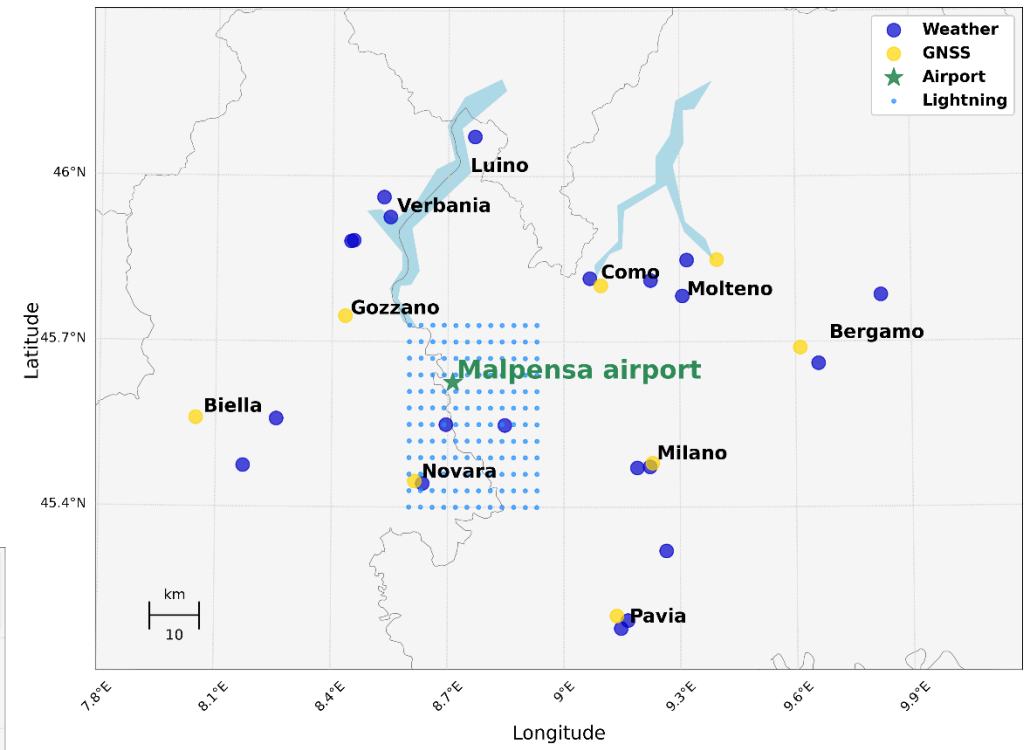 Weather
GNSS
Airport
Lightning
Luino
46°N
Verbania
Como
Molteno
Gozzano
Bergamo
45.7°N
Malpensa airport
Biella
Milano
Novara
45.4°N
km
10
Pavia
Latitude
7.8°E
8.1°E
8.4°E
8.7°E
9°E
9.3°E
9.6°E
9.9°E
Longitude